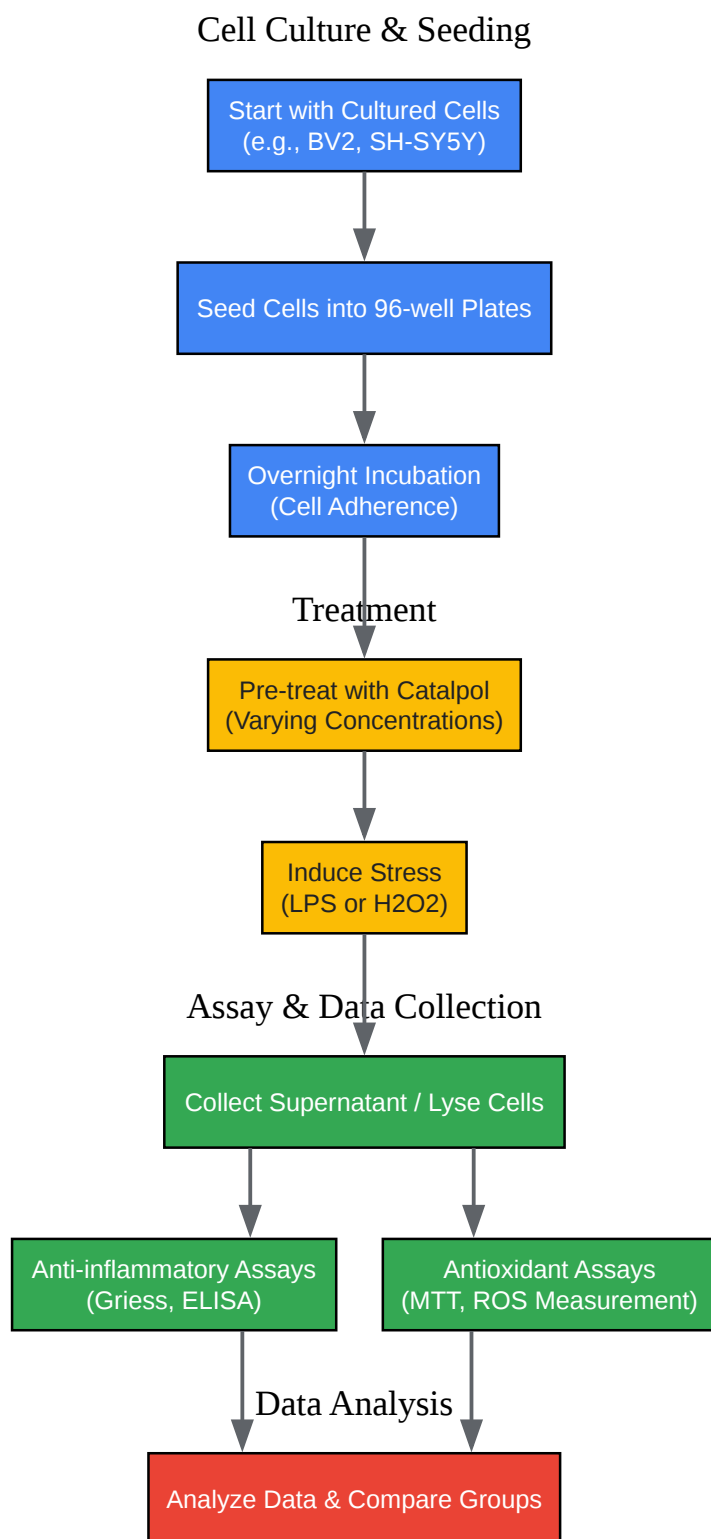 Cell Culture & Seeding
Start with Cultured Cells
(e.g., BV2, SH-SY5Y)
Seed Cells into 96-well Plates
Overnight Incubation
(Cell Adherence)
Treatment
Pre-treat with Catalpol
(Varying Concentrations)
Induce Stress
(LPS or H2O2)
Assay & Data Collection
Collect Supernatant / Lyse Cells
Anti-inflammatory Assays
(Griess, ELISA)
Antioxidant Assays
(MTT, ROS Measurement)
Data Analysis
Analyze Data & Compare Groups